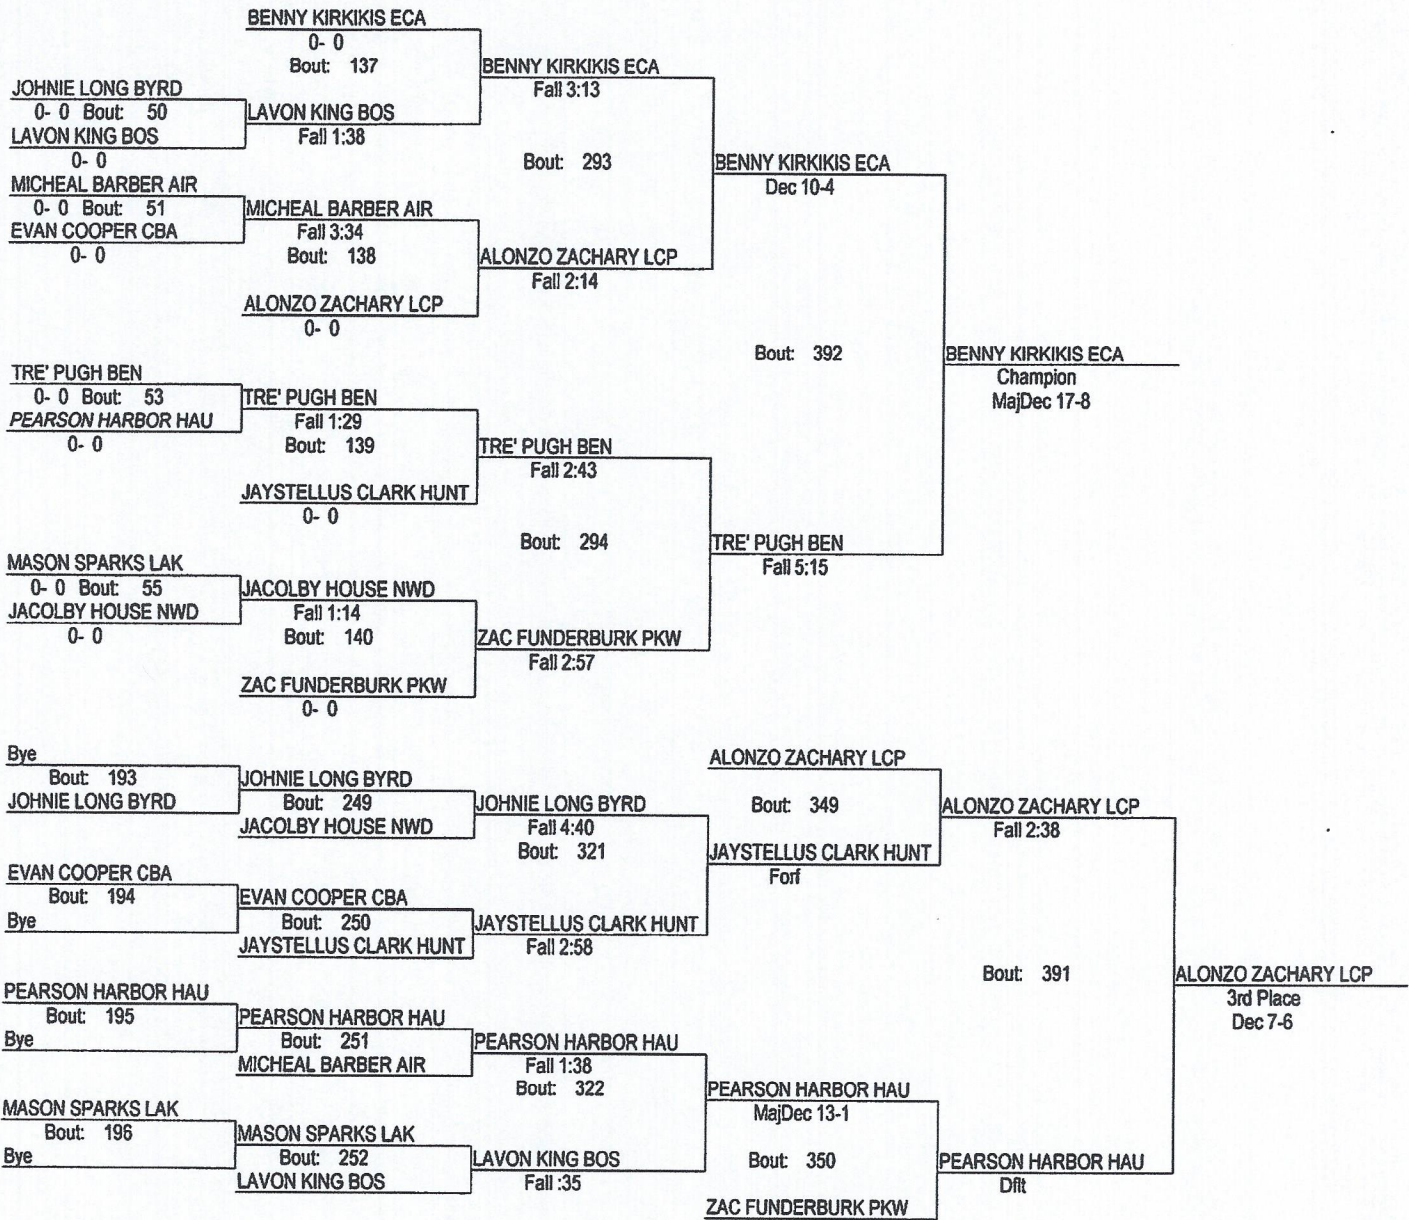 BENNY KIRKIKIS ECA
0- 0
Bout: 137
BENNY KIRKIKIS ECA
Fall 3:13
JOHNIE LONG BYRD
0- 0 Bout: 50
LAVON KING BOS
LAVON KING BOS
Fall 1:38
0- 0
Bout: 293
BENNY KIRKIKIS ECA
Dec 10-4
MICHEAL BARBER AIR
0- 0 Bout: 51
MICHEAL BARBER AIR
EVAN COOPER CBA
Fall 3:34
0- 0
Bout: 138
ALONZO ZACHARY LCP
Fall 2:14
ALONZO ZACHARY LCP
0- 0
Bout: 392
BENNY KIRKIKIS ECA
Champion
MajDec 17-8
TRE' PUGH BEN
0- 0 Bout: 53
TRE' PUGH BEN
PEARSON HARBOR HAU
Fall 1:29
0- 0
Bout: 139
TRE' PUGH BEN
Fall 2:43
JAYSTELLUS CLARK HUNT
0- 0
Bout: 294
TRE' PUGH BEN
Fall 5:15
MASON SPARKS LAK
0- 0 Bout: 55
JACOLBY HOUSE NWD
JACOLBY HOUSE NWD
Fall 1:14
0- 0
Bout: 140
ZAC FUNDERBURK PKW
Fall 2:57
ZAC FUNDERBURK PKW
0- 0
Bye
Bout: 193
JOHNIE LONG BYRD
JOHNIE LONG BYRD
Bout: 249
JACOLBY HOUSE NWD
JOHNIE LONG BYRD
Fall 4:40
Bout: 321
ALONZO ZACHARY LCP
Bout: 349
ALONZO ZACHARY LCP
Fall 2:38
JAYSTELLUS CLARK HUNT
Forf
EVAN COOPER CBA
Bout: 194
Bye
EVAN COOPER CBA
Bout: 250
JAYSTELLUS CLARK HUNT
JAYSTELLUS CLARK HUNT
Fall 2:58
Bout: 391
ALONZO ZACHARY LCP
3rd Place
Dec 7-6
PEARSON HARBOR HAU
Bout: 195
Bye
PEARSON HARBOR HAU
Bout: 251
MICHEAL BARBER AIR
PEARSON HARBOR HAU
Fall 1:38
Bout: 322
PEARSON HARBOR HAU
MajDec 13-1
MASON SPARKS LAK
Bout: 196
Bye
MASON SPARKS LAK
Bout: 252
LAVON KING BOS
LAVON KING BOS
Fall :35
Bout: 350
PEARSON HARBOR HAU
Dflt
ZAC FUNDERBURK PKW